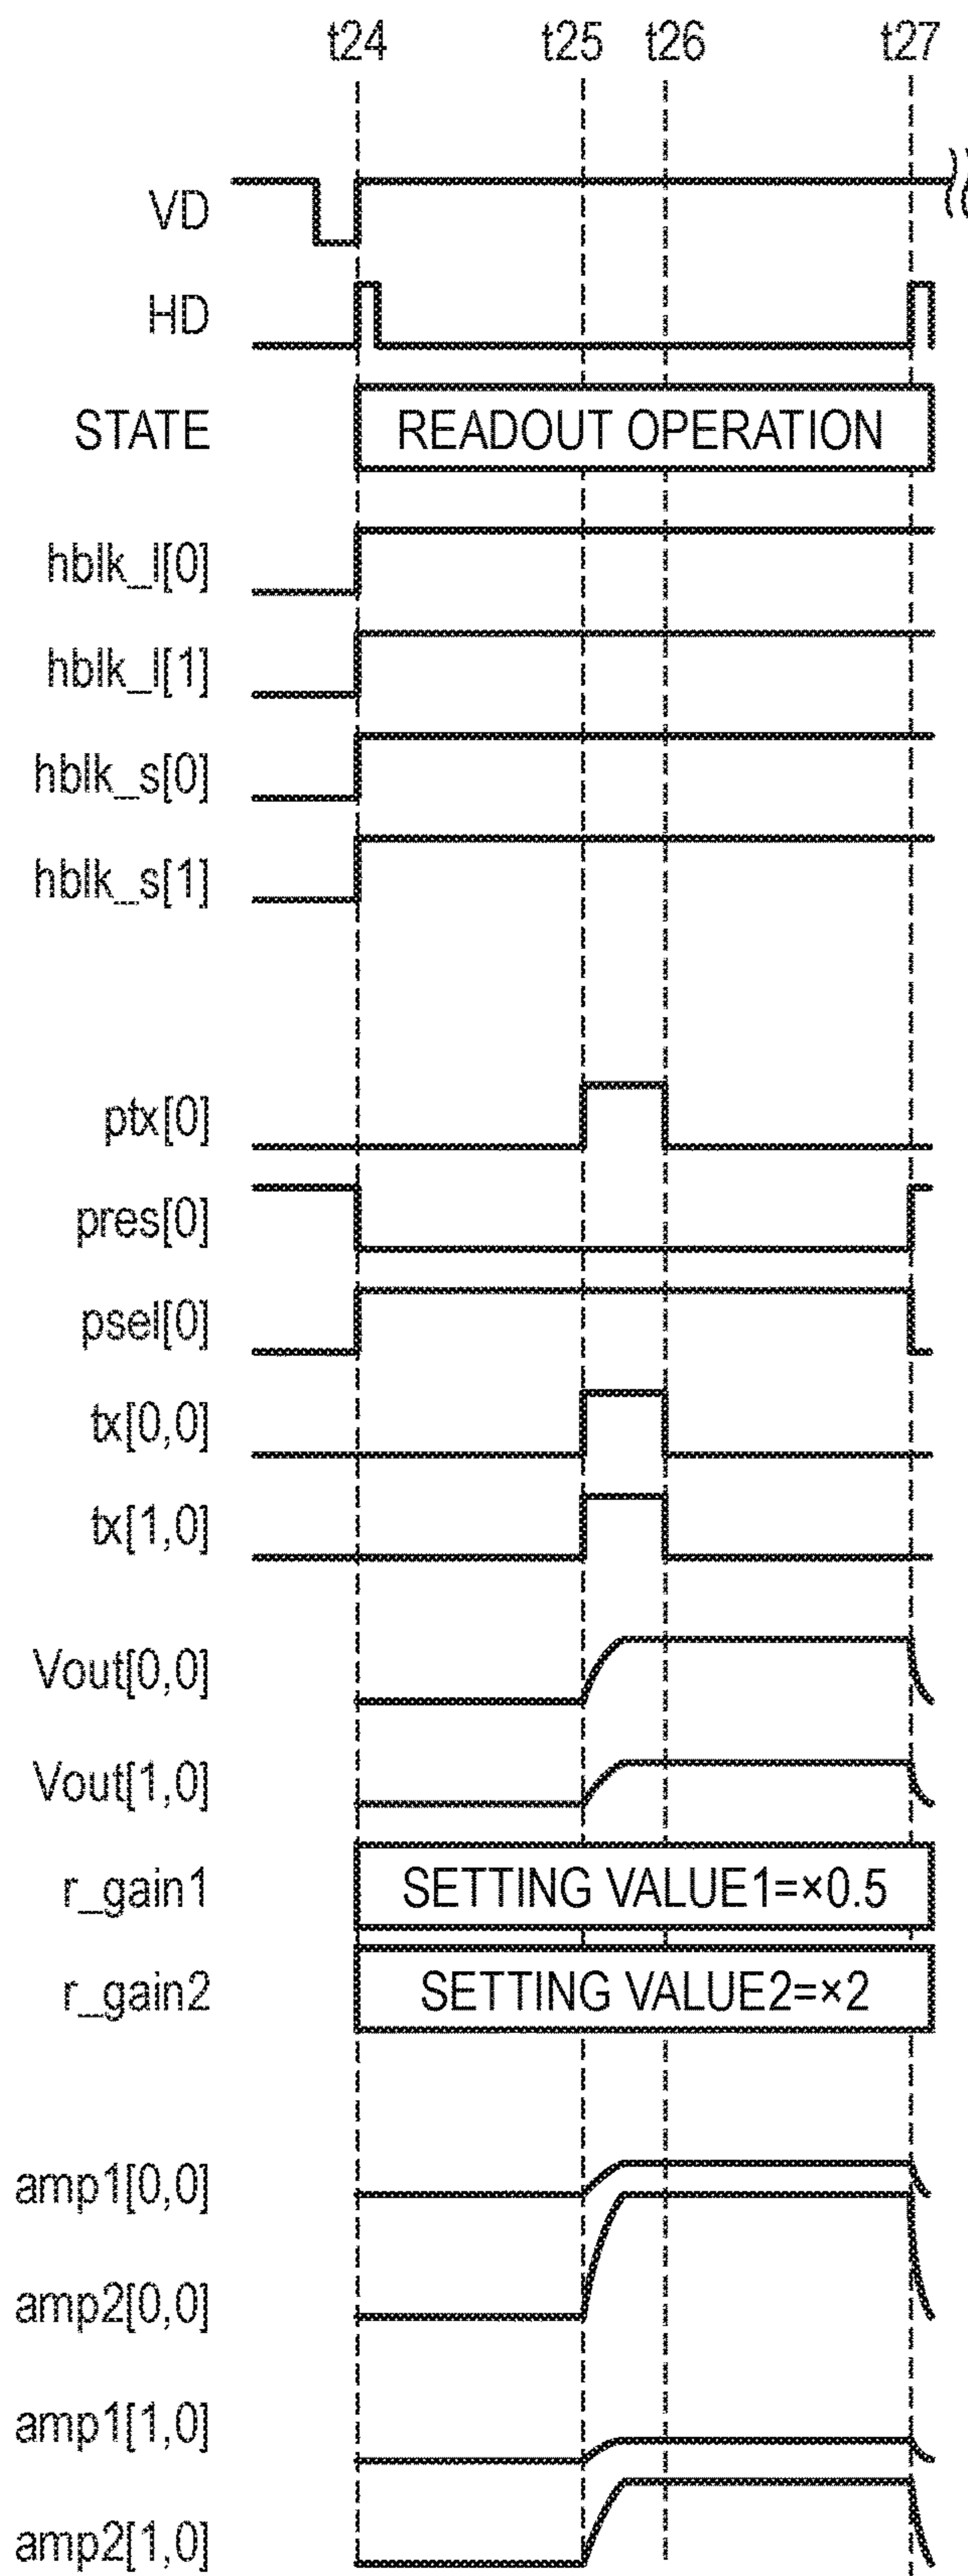 t24 t25 t26 t27
VD
HD
STATE READOUT OPERATION
hblk_l[0]
hblk_l[1]
hblk_s[0]
hblk_s[1]
ptx[0]
pres[0]
psel[0]
tx[0,0]
tx[1,0]
Vout[0,0]
Vout[1,0]
r_gain1 SETTING VALUE1=×0.5
r_gain2 SETTING VALUE2=×2
amp1[0,0]
amp2[0,0]
amp1[1,0]
amp2[1,0]